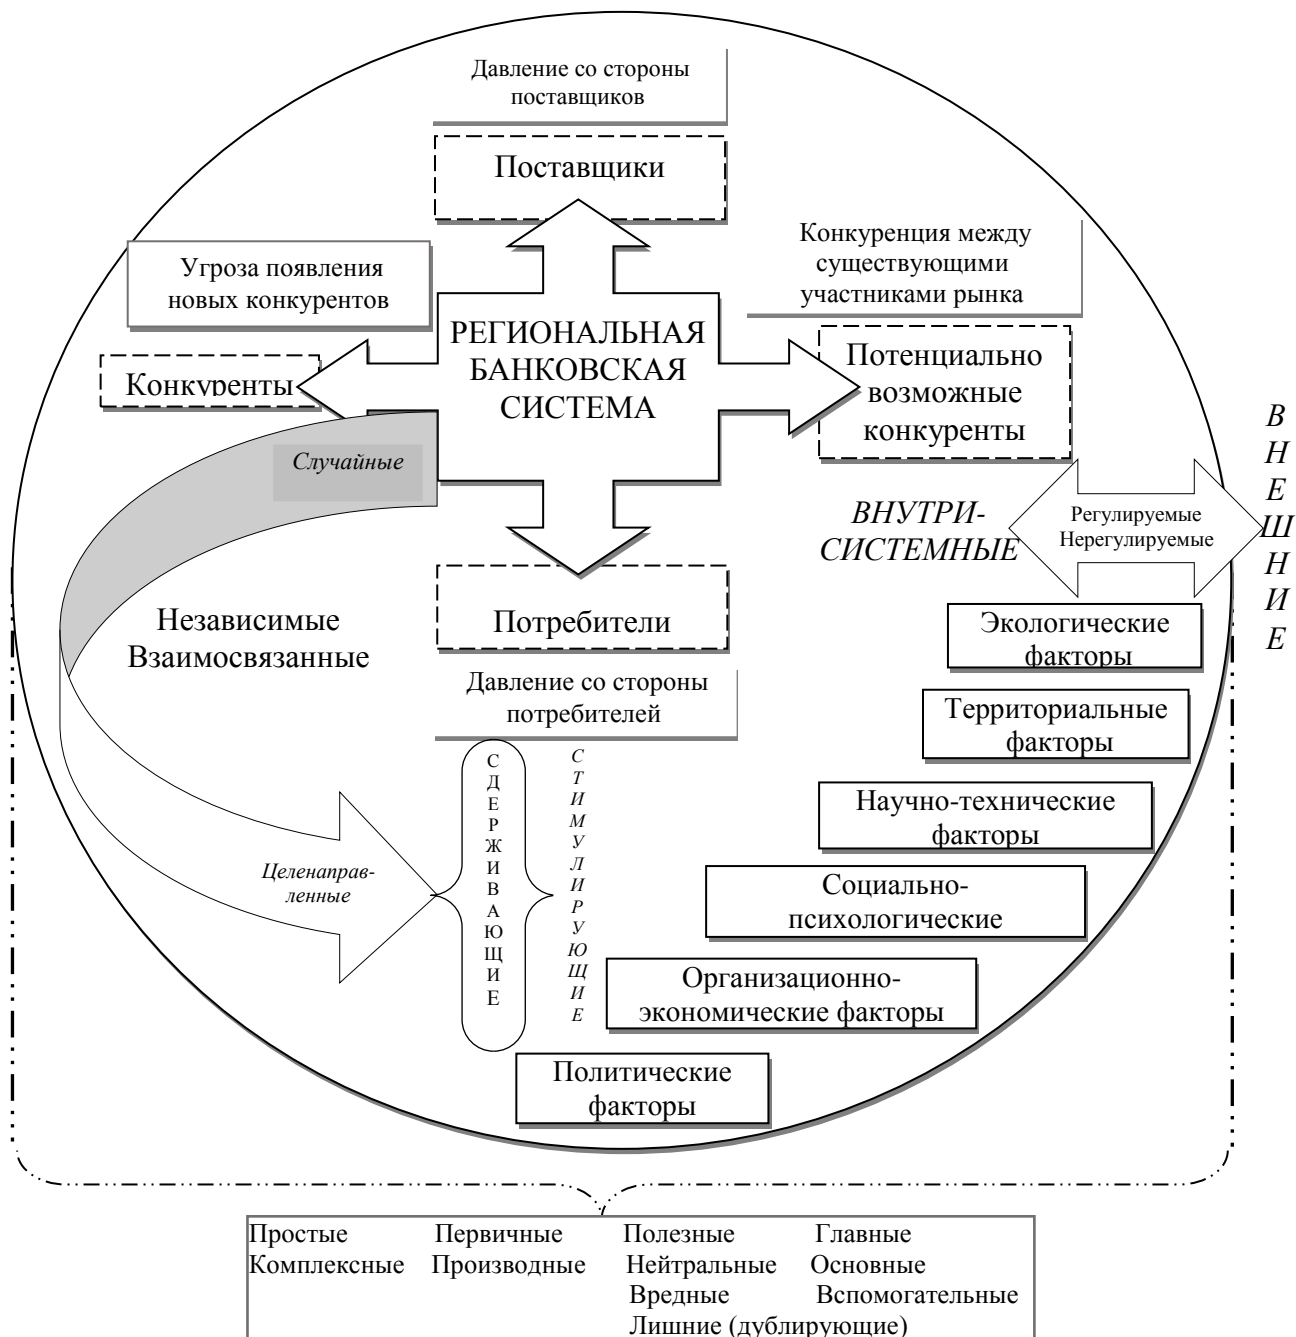 Давление со стороны
поставщиков
Поставщики
Конкуренция между
существующими
участниками рынка
Угроза появления
новых конкурентов
РЕГИОНАЛЬНАЯ
БАНКОВСКАЯ
СИСТЕМА
Конкуренты
Потенциально
возможные
конкуренты
Случайные
ВНУТРИ-
СИСТЕМНЫЕ
Регулируемые
Нерегулируемые
ВНЕШНИЕ
Независимые
Взаимосвязанные
Потребители
Давление со стороны
потребителей
Экологические
факторы
Территориальные
факторы
Научно-технические
факторы
Социально-
психологические
Организационно-
экономические факторы
Политические
факторы
Целенаправ-
ленные
СДЕРЖИВАЮЩИЕ
СТИМУЛИРУЮЩИЕ
Простые Первичные Полезные Главные
Комплексные Производные Нейтральные Основные
Вредные Вспомогательные
Лишние (дублирующие)